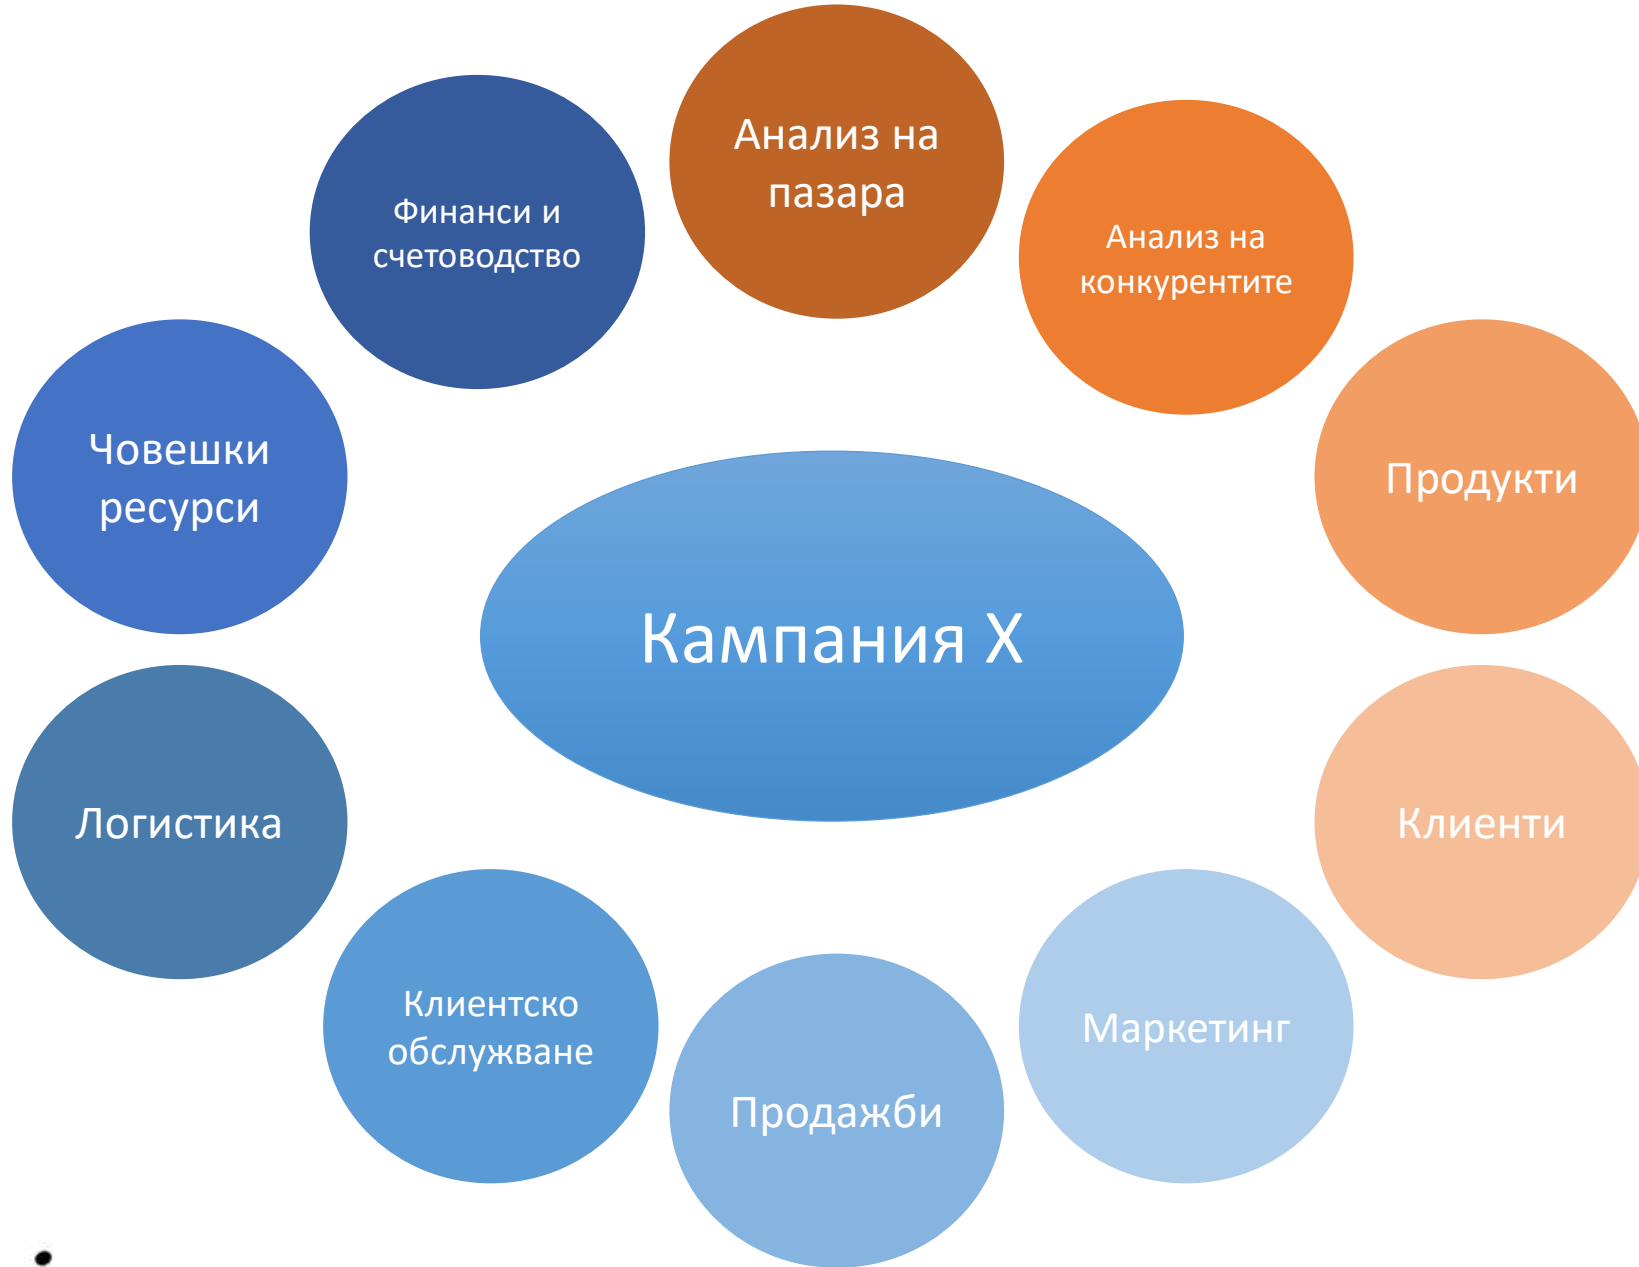 Анализ на
пазара
Анализ на
конкурентите
Продукти
Клиенти
Маркетинг
Продажби
Клиентско
обслужване
Логистика
Човешки
ресурси
Финанси и
счетоводство
Кампания X